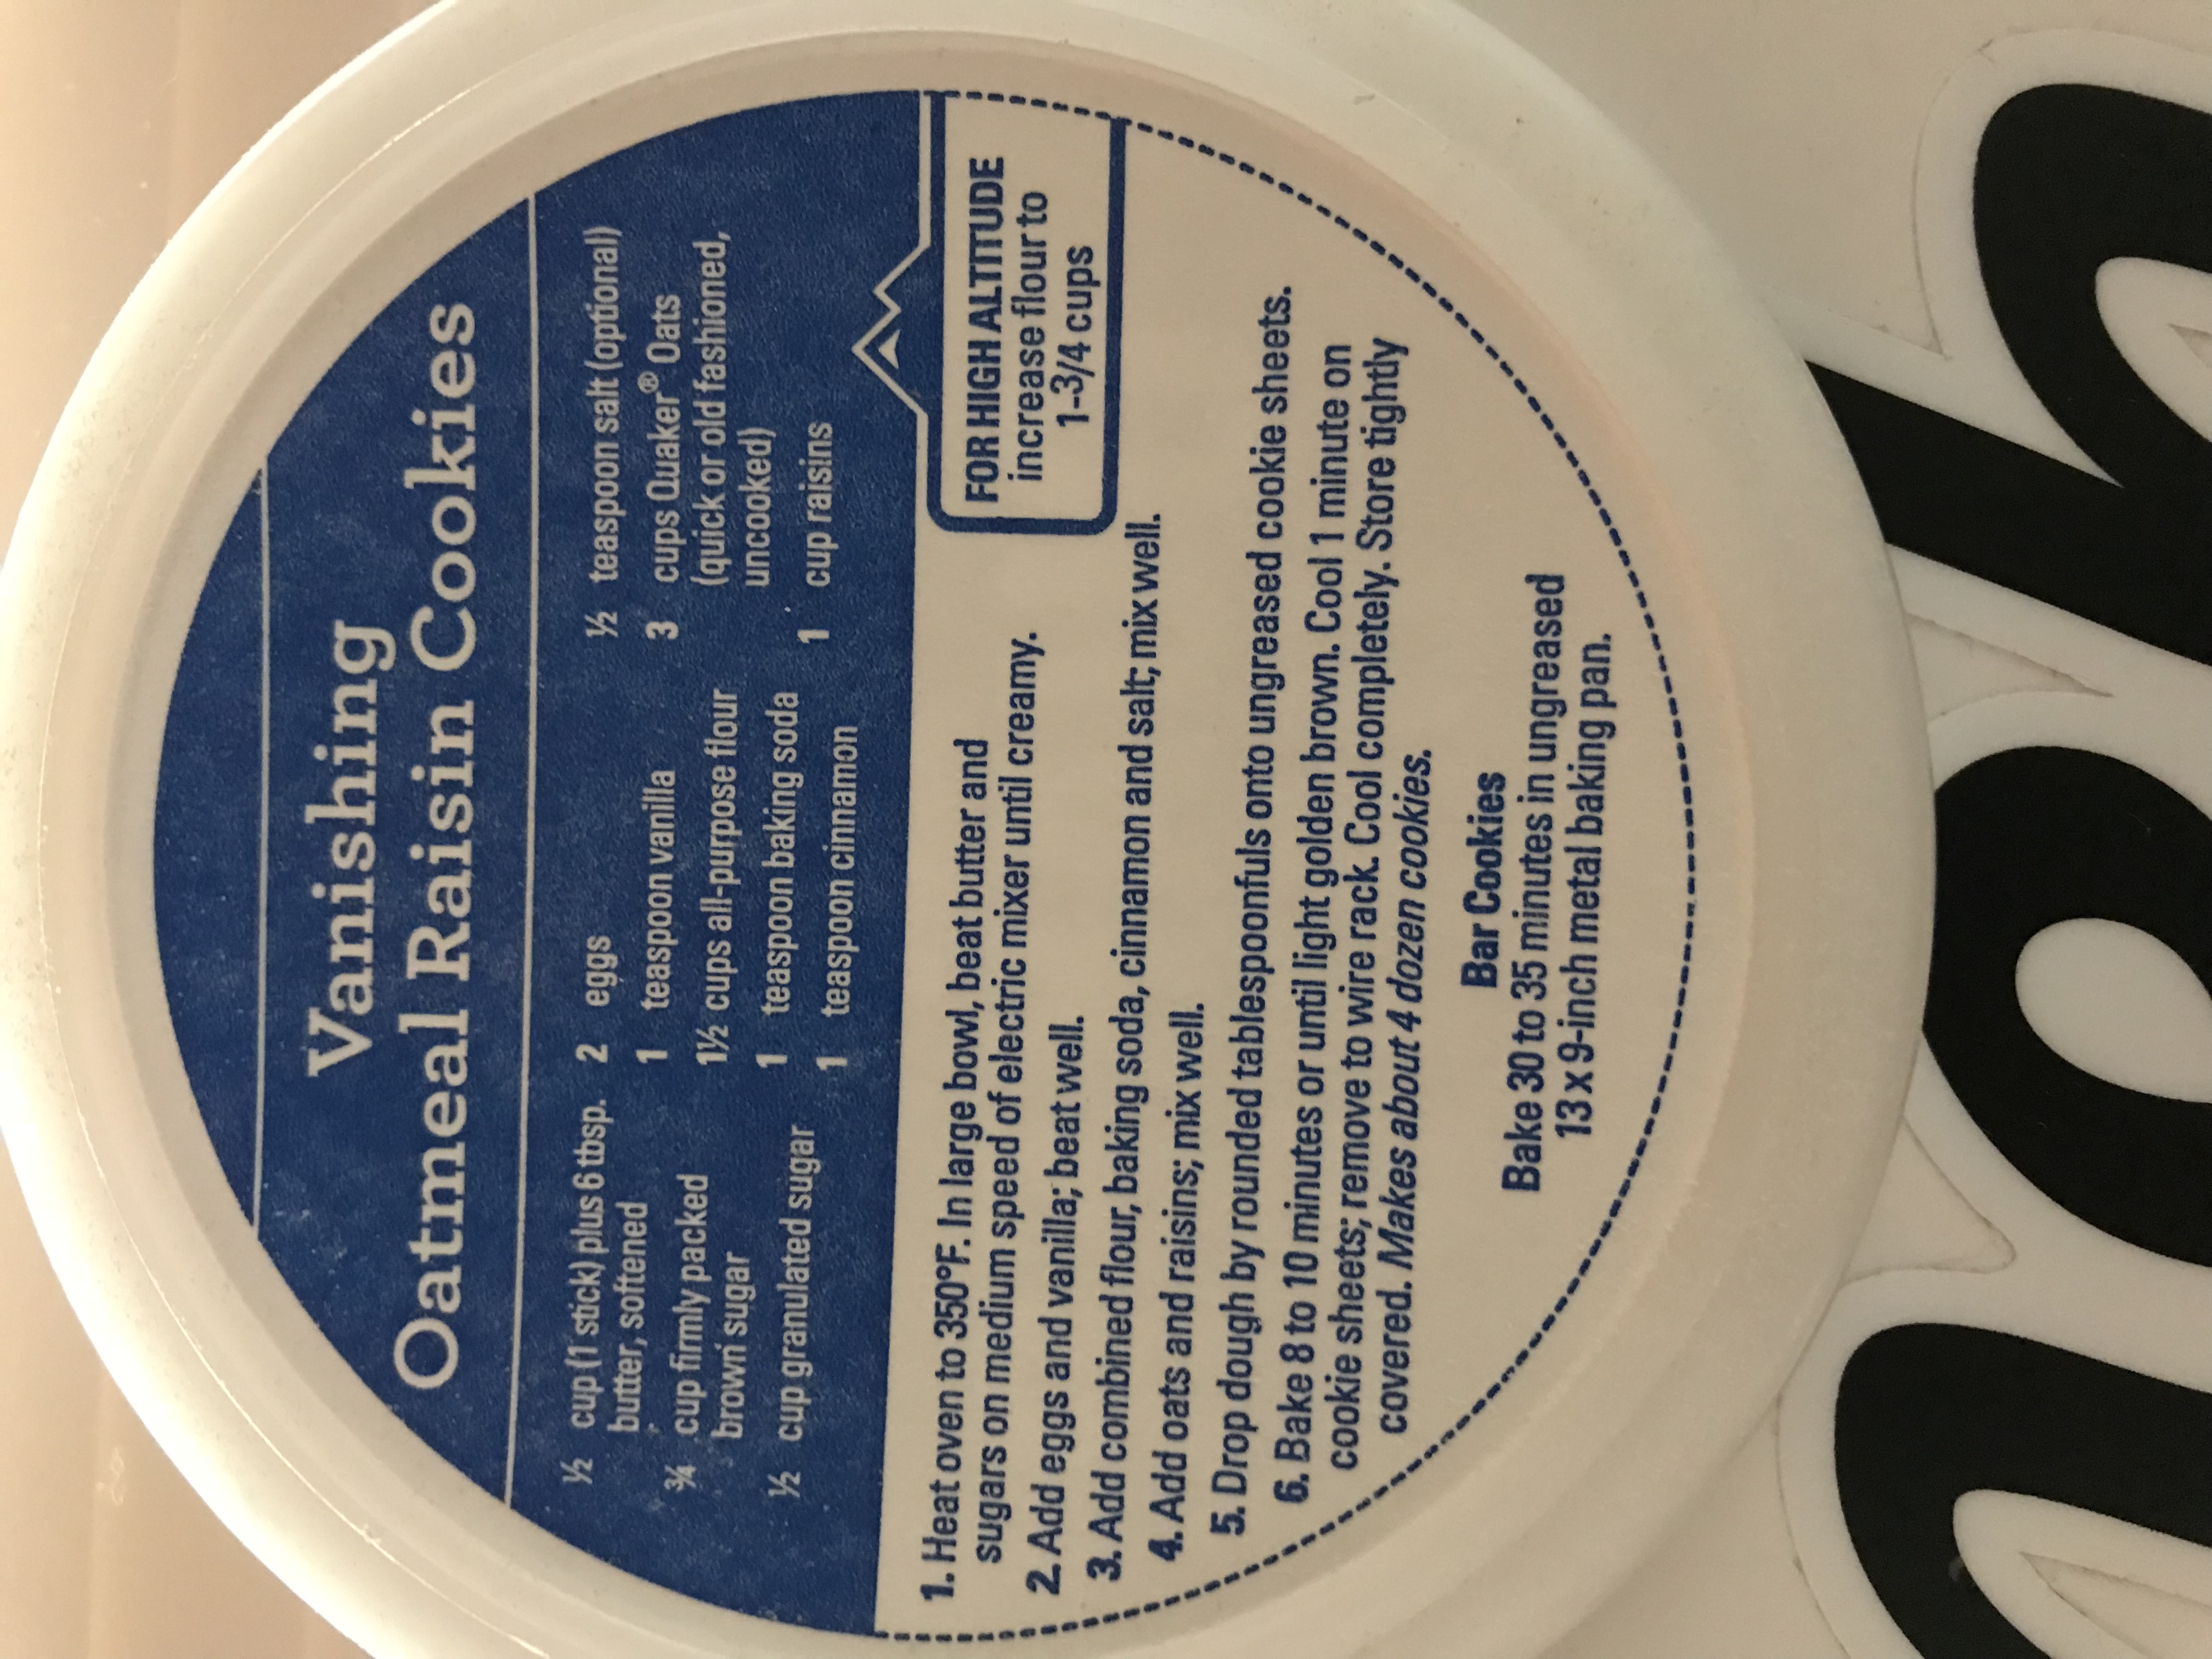 Vanishing
Oatmeal Raisin Cookies
½ cup (1 stick) plus 6 tbsp.
butter, softened
¾ cup firmly packed
brown sugar
½ cup granulated sugar
2 eggs
1 teaspoon vanilla
1½ cups all-purpose flour
1 teaspoon baking soda
1 teaspoon cinnamon
½ teaspoon salt (optional)
3 cups Quaker® Oats
(quick or old fashioned,
uncooked)
1 cup raisins
FOR HIGH ALTITUDE
increase flour to
1-3/4 cups
1. Heat oven to 350°F. In large bowl, beat butter and
sugars on medium speed of electric mixer until creamy.
2. Add eggs and vanilla; beat well.
3. Add combined flour, baking soda, cinnamon and salt; mix well.
4. Add oats and raisins; mix well.
5. Drop dough by rounded tablespoonfuls onto ungreased cookie sheets.
6. Bake 8 to 10 minutes or until light golden brown. Cool 1 minute on
cookie sheets; remove to wire rack. Cool completely. Store tightly
covered. Makes about 4 dozen cookies.
Bar Cookies
Bake 30 to 35 minutes in ungreased
13 x 9-inch metal baking pan.